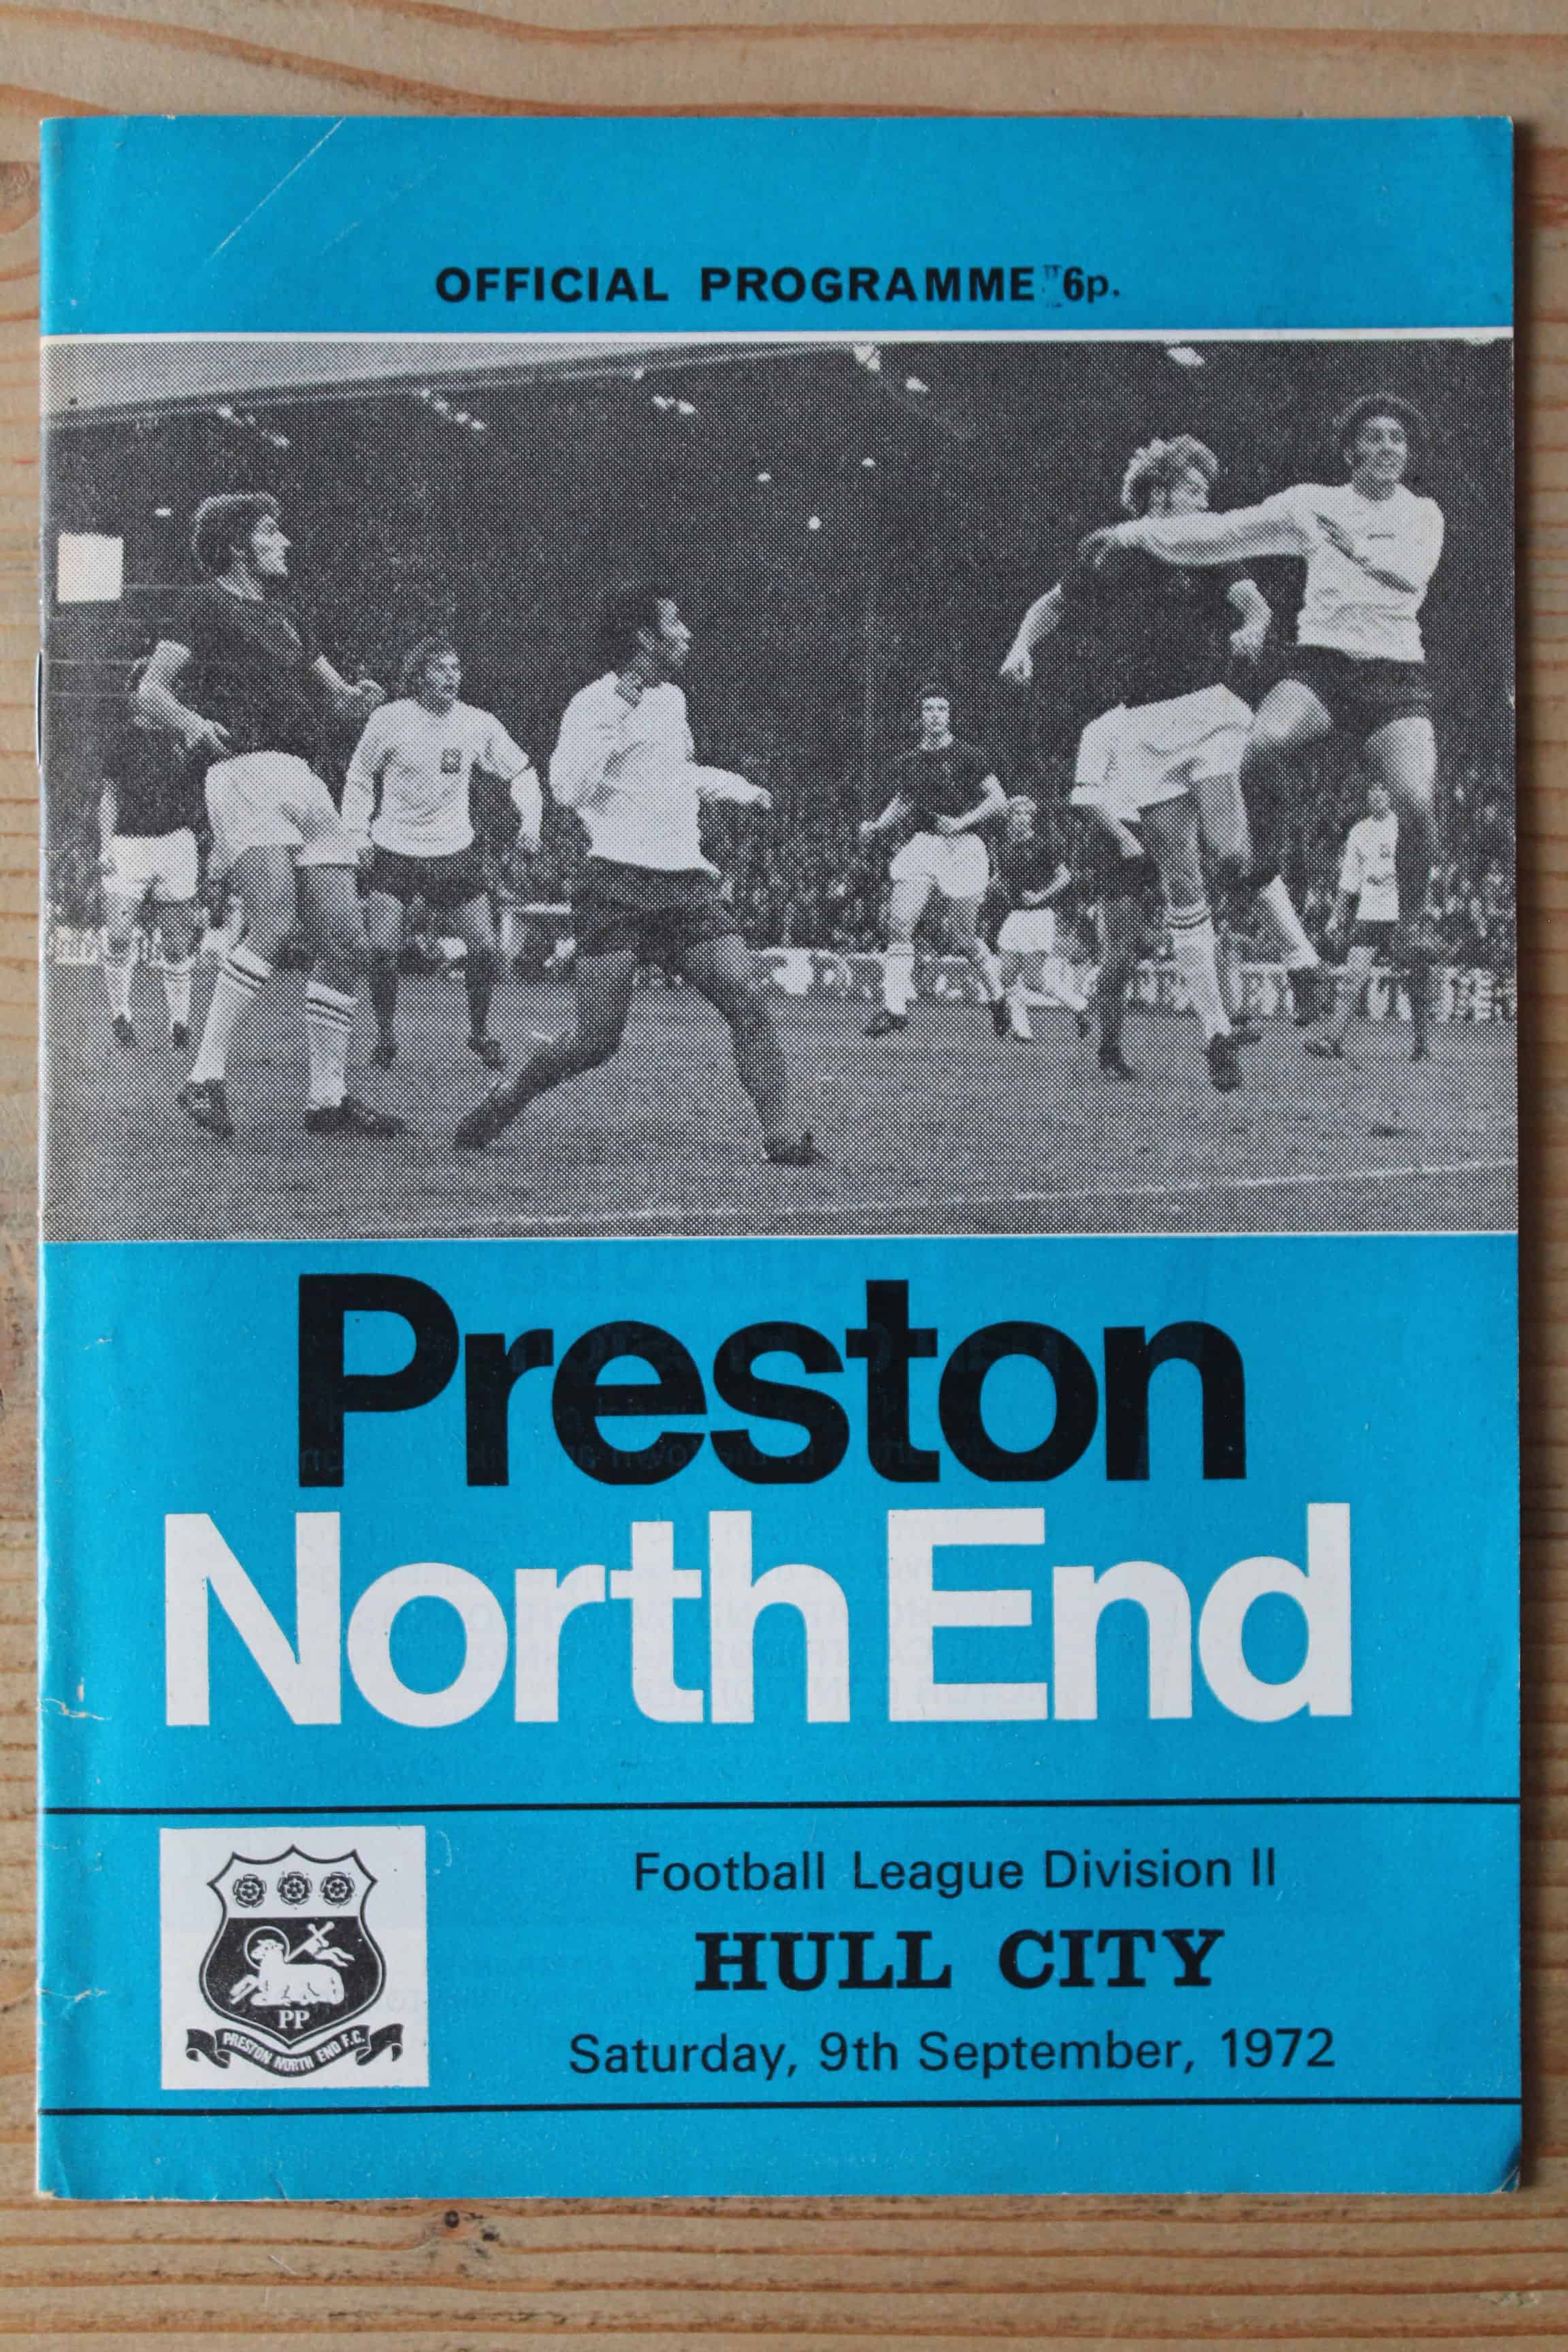 OFFICIAL PROGRAMME 6p.
Preston
North End
Football League Division II
HULL CITY
Saturday, 9th September, 1972
PP
PRESTON NORTH END F.C.